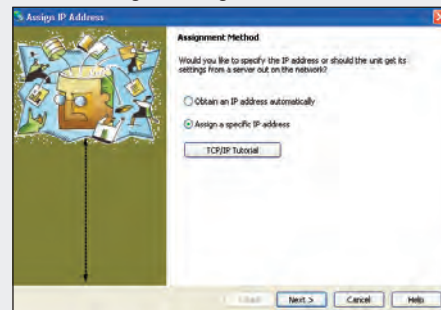 Assign IP Address
Assignment Method
Would you like to specify the IP address or should the unit get its
settings from a server out on the network?
Obtain an IP address automatically
Assign a specific IP address
TCP/IP Tutorial
< Back
Next >
Cancel
Help